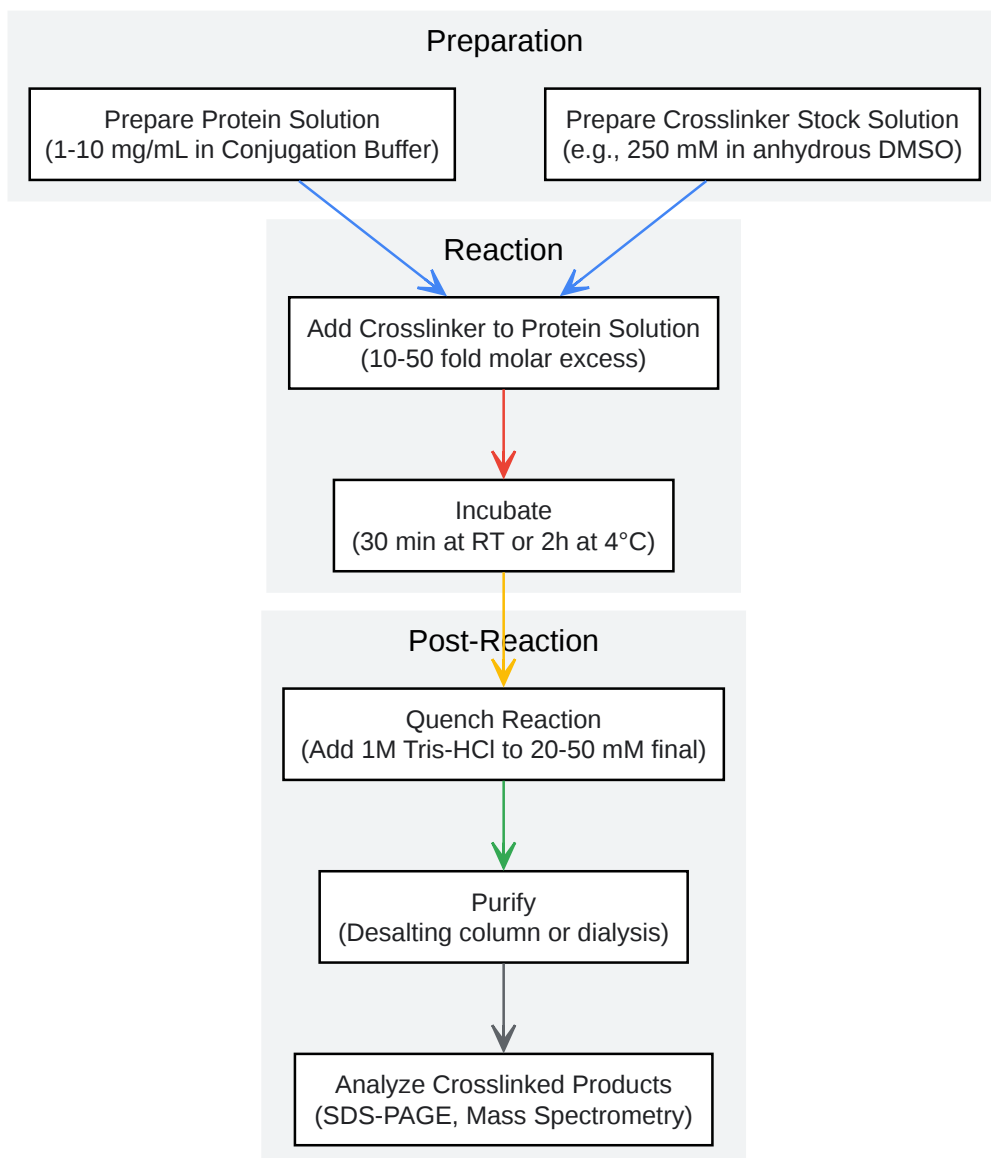 Preparation
Prepare Protein Solution
(1-10 mg/mL in Conjugation Buffer)
Prepare Crosslinker Stock Solution
(e.g., 250 mM in anhydrous DMSO)
Reaction
Add Crosslinker to Protein Solution
(10-50 fold molar excess)
Incubate
(30 min at RT or 2h at 4°C)
Post-Reaction
Quench Reaction
(Add 1M Tris-HCl to 20-50 mM final)
Purify
(Desalting column or dialysis)
Analyze Crosslinked Products
(SDS-PAGE, Mass Spectrometry)